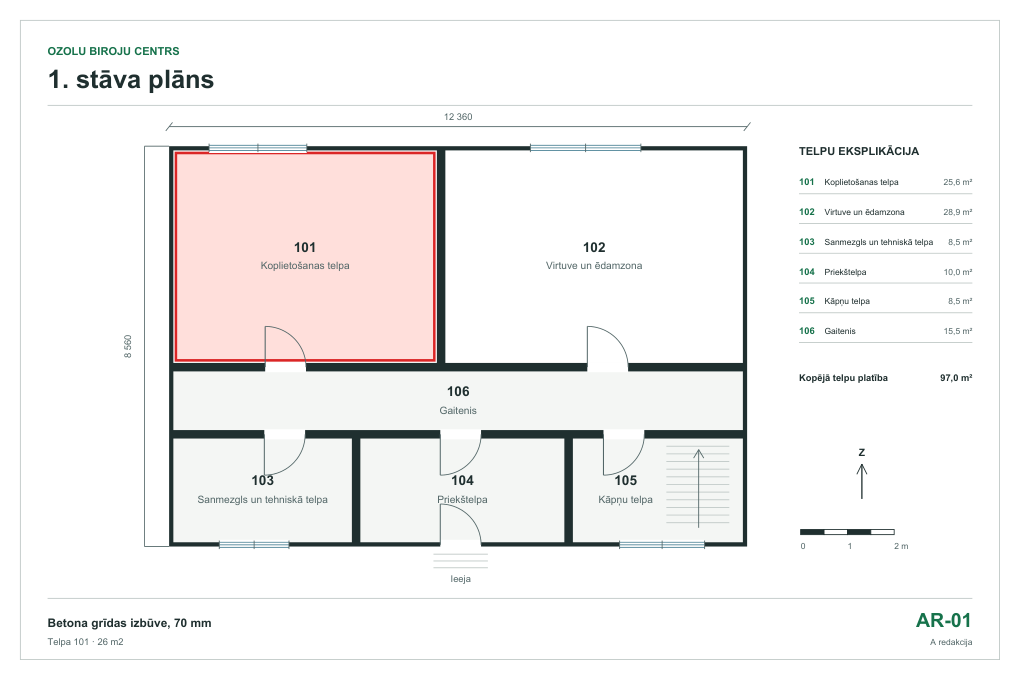 OZOLU BIROJU CENTRS
1. stāva plāns
12 360
8 560
101
Koplietošanas telpa
102
Virtuve un ēdamzona
106
Gaitenis
103
Sanmezgls un tehniskā telpa
104
Priekštelpa
105
Kāpņu telpa
Ieeja
TELPU EKSPLIKĀCIJA
101 Koplietošanas telpa 25,6 m²
102 Virtuve un ēdamzona 28,9 m²
103 Sanmezgls un tehniskā telpa 8,5 m²
104 Priekštelpa 10,0 m²
105 Kāpņu telpa 8,5 m²
106 Gaitenis 15,5 m²
Kopējā telpu platība 97,0 m²
Z
0 1 2 m
Betona grīdas izbūve, 70 mm
Telpa 101 · 26 m2
AR-01
A redakcija